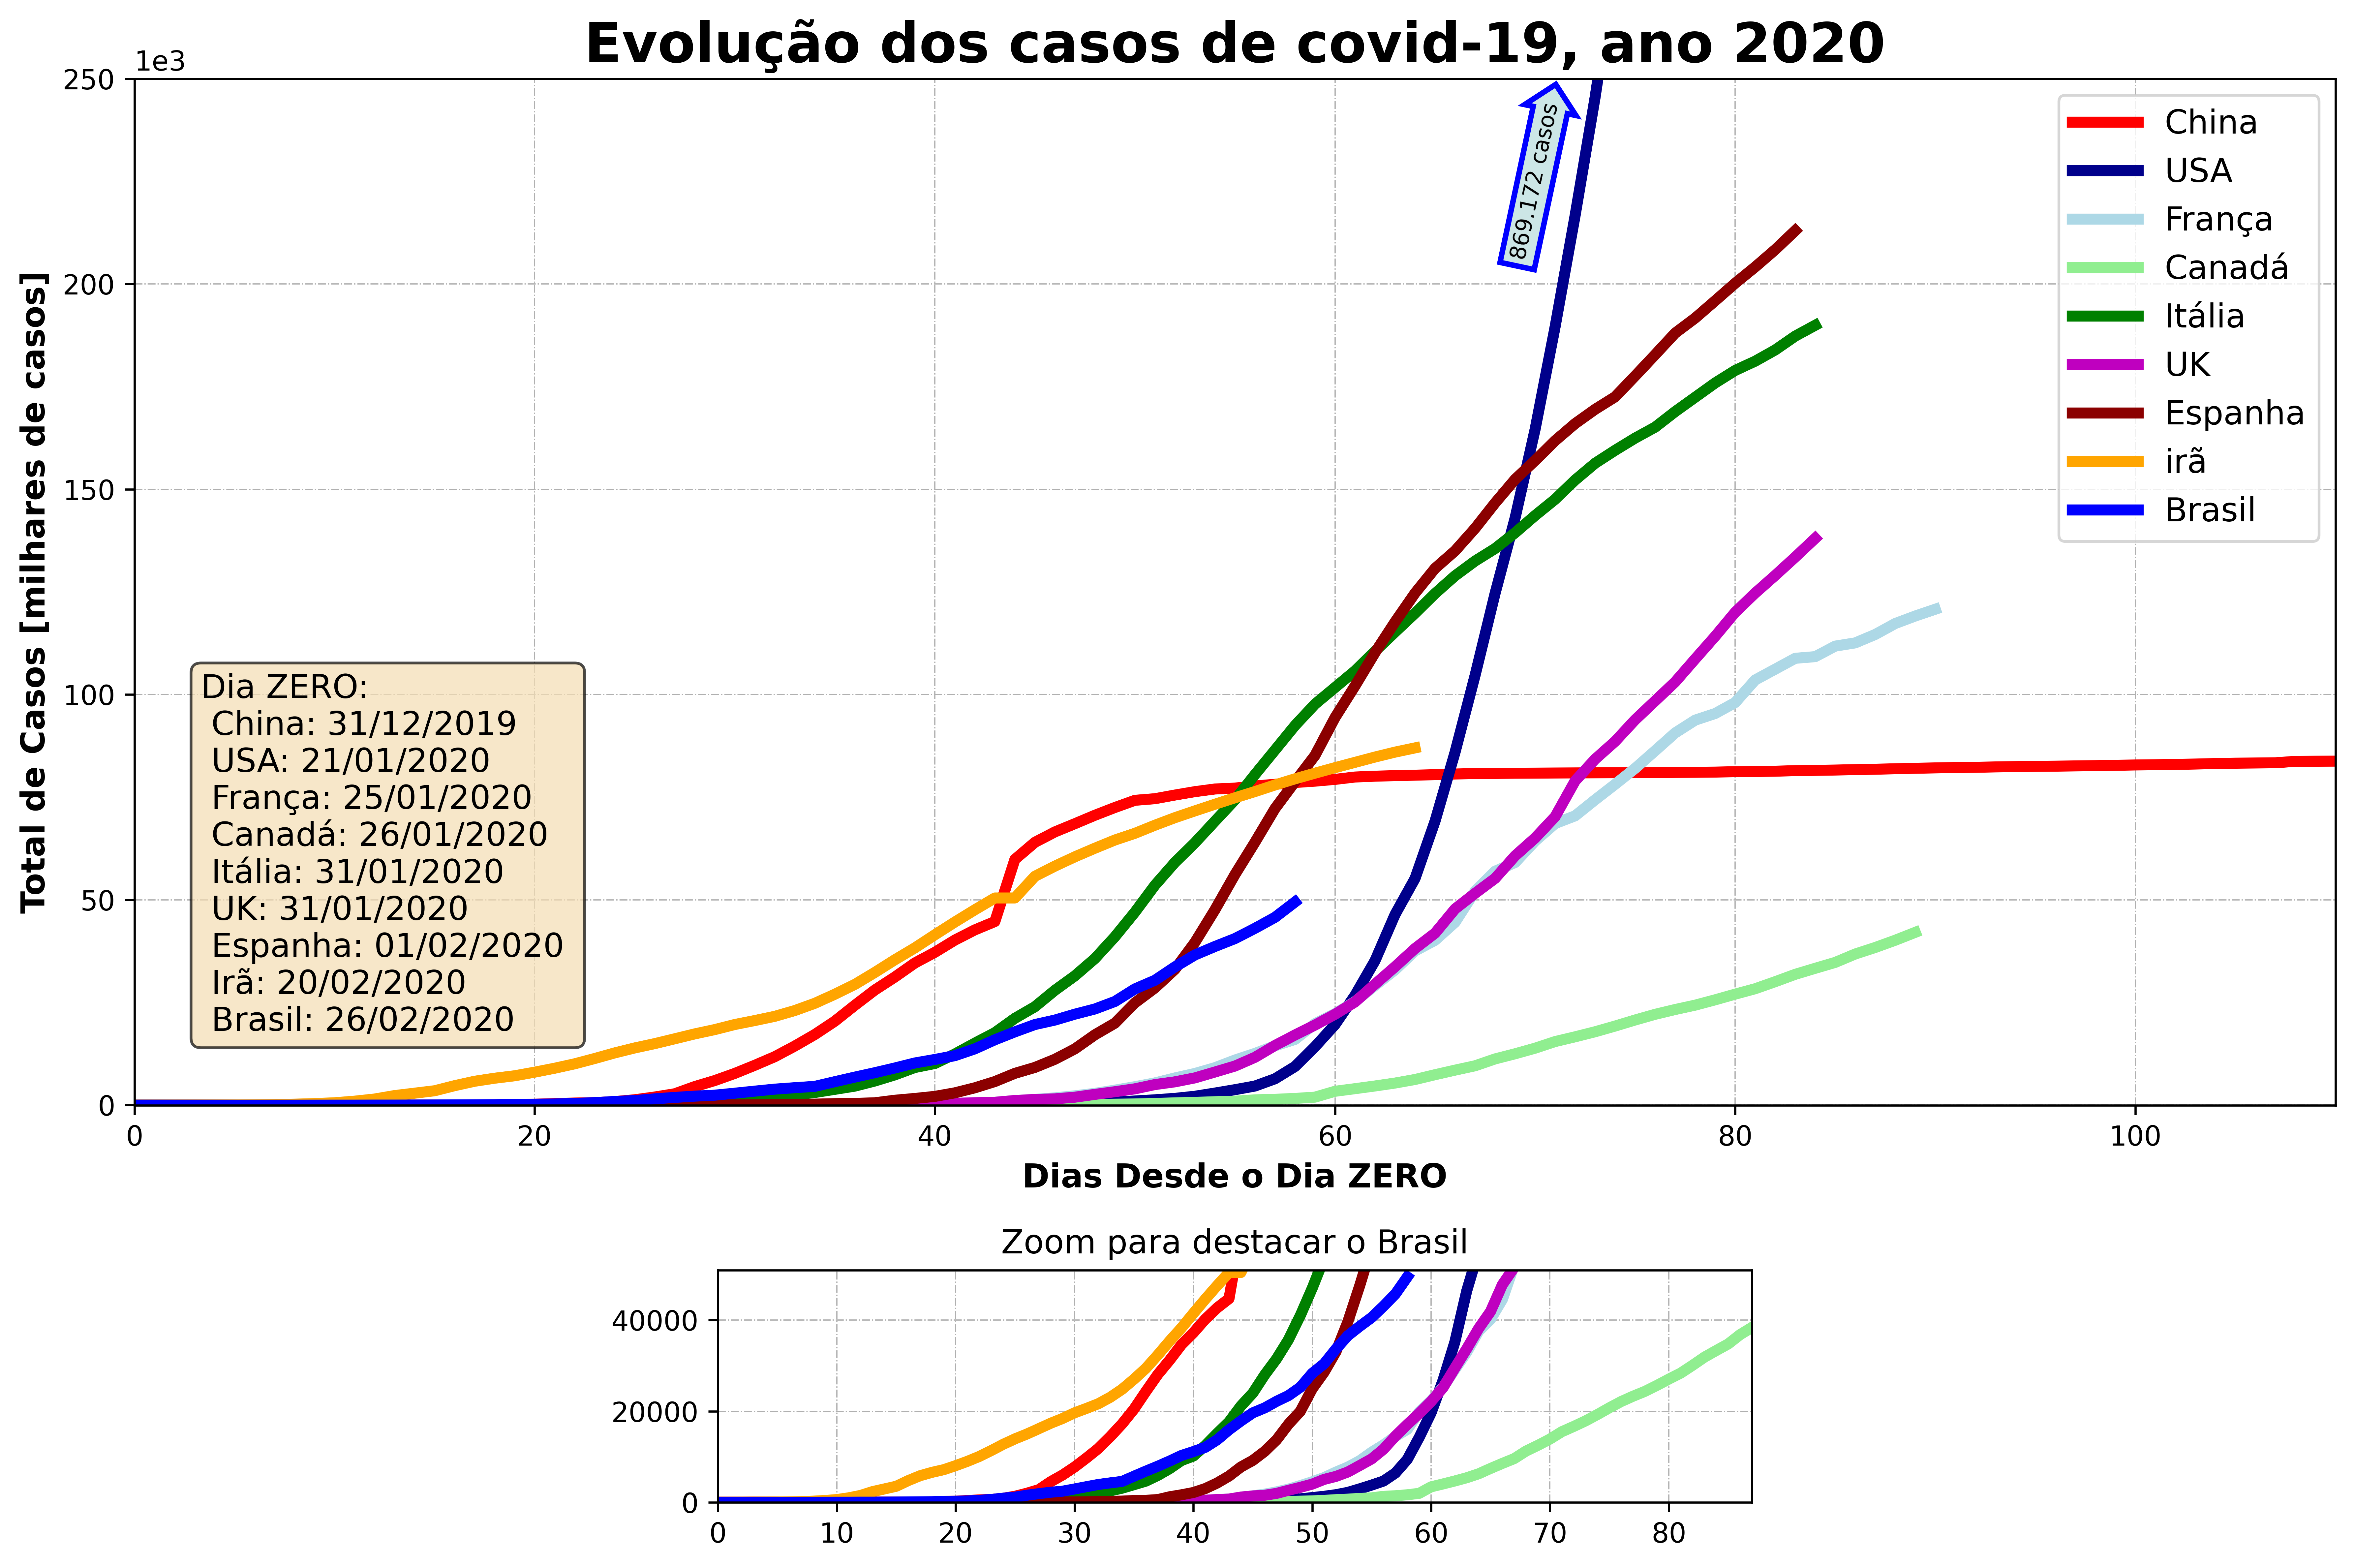 Evolução dos casos de covid-19, ano 2020
1e3
250
200
150
100
50
0
Total de Casos [milhares de casos]
869.172 casos
China
USA
França
Canadá
Itália
UK
Espanha
irã
Brasil
Dia ZERO:
China: 31/12/2019
USA: 21/01/2020
França: 25/01/2020
Canadá: 26/01/2020
Itália: 31/01/2020
UK: 31/01/2020
Espanha: 01/02/2020
Irã: 20/02/2020
Brasil: 26/02/2020
0 20 40 60 80 100
Dias Desde o Dia ZERO
Zoom para destacar o Brasil
40000
20000
0
0 10 20 30 40 50 60 70 80